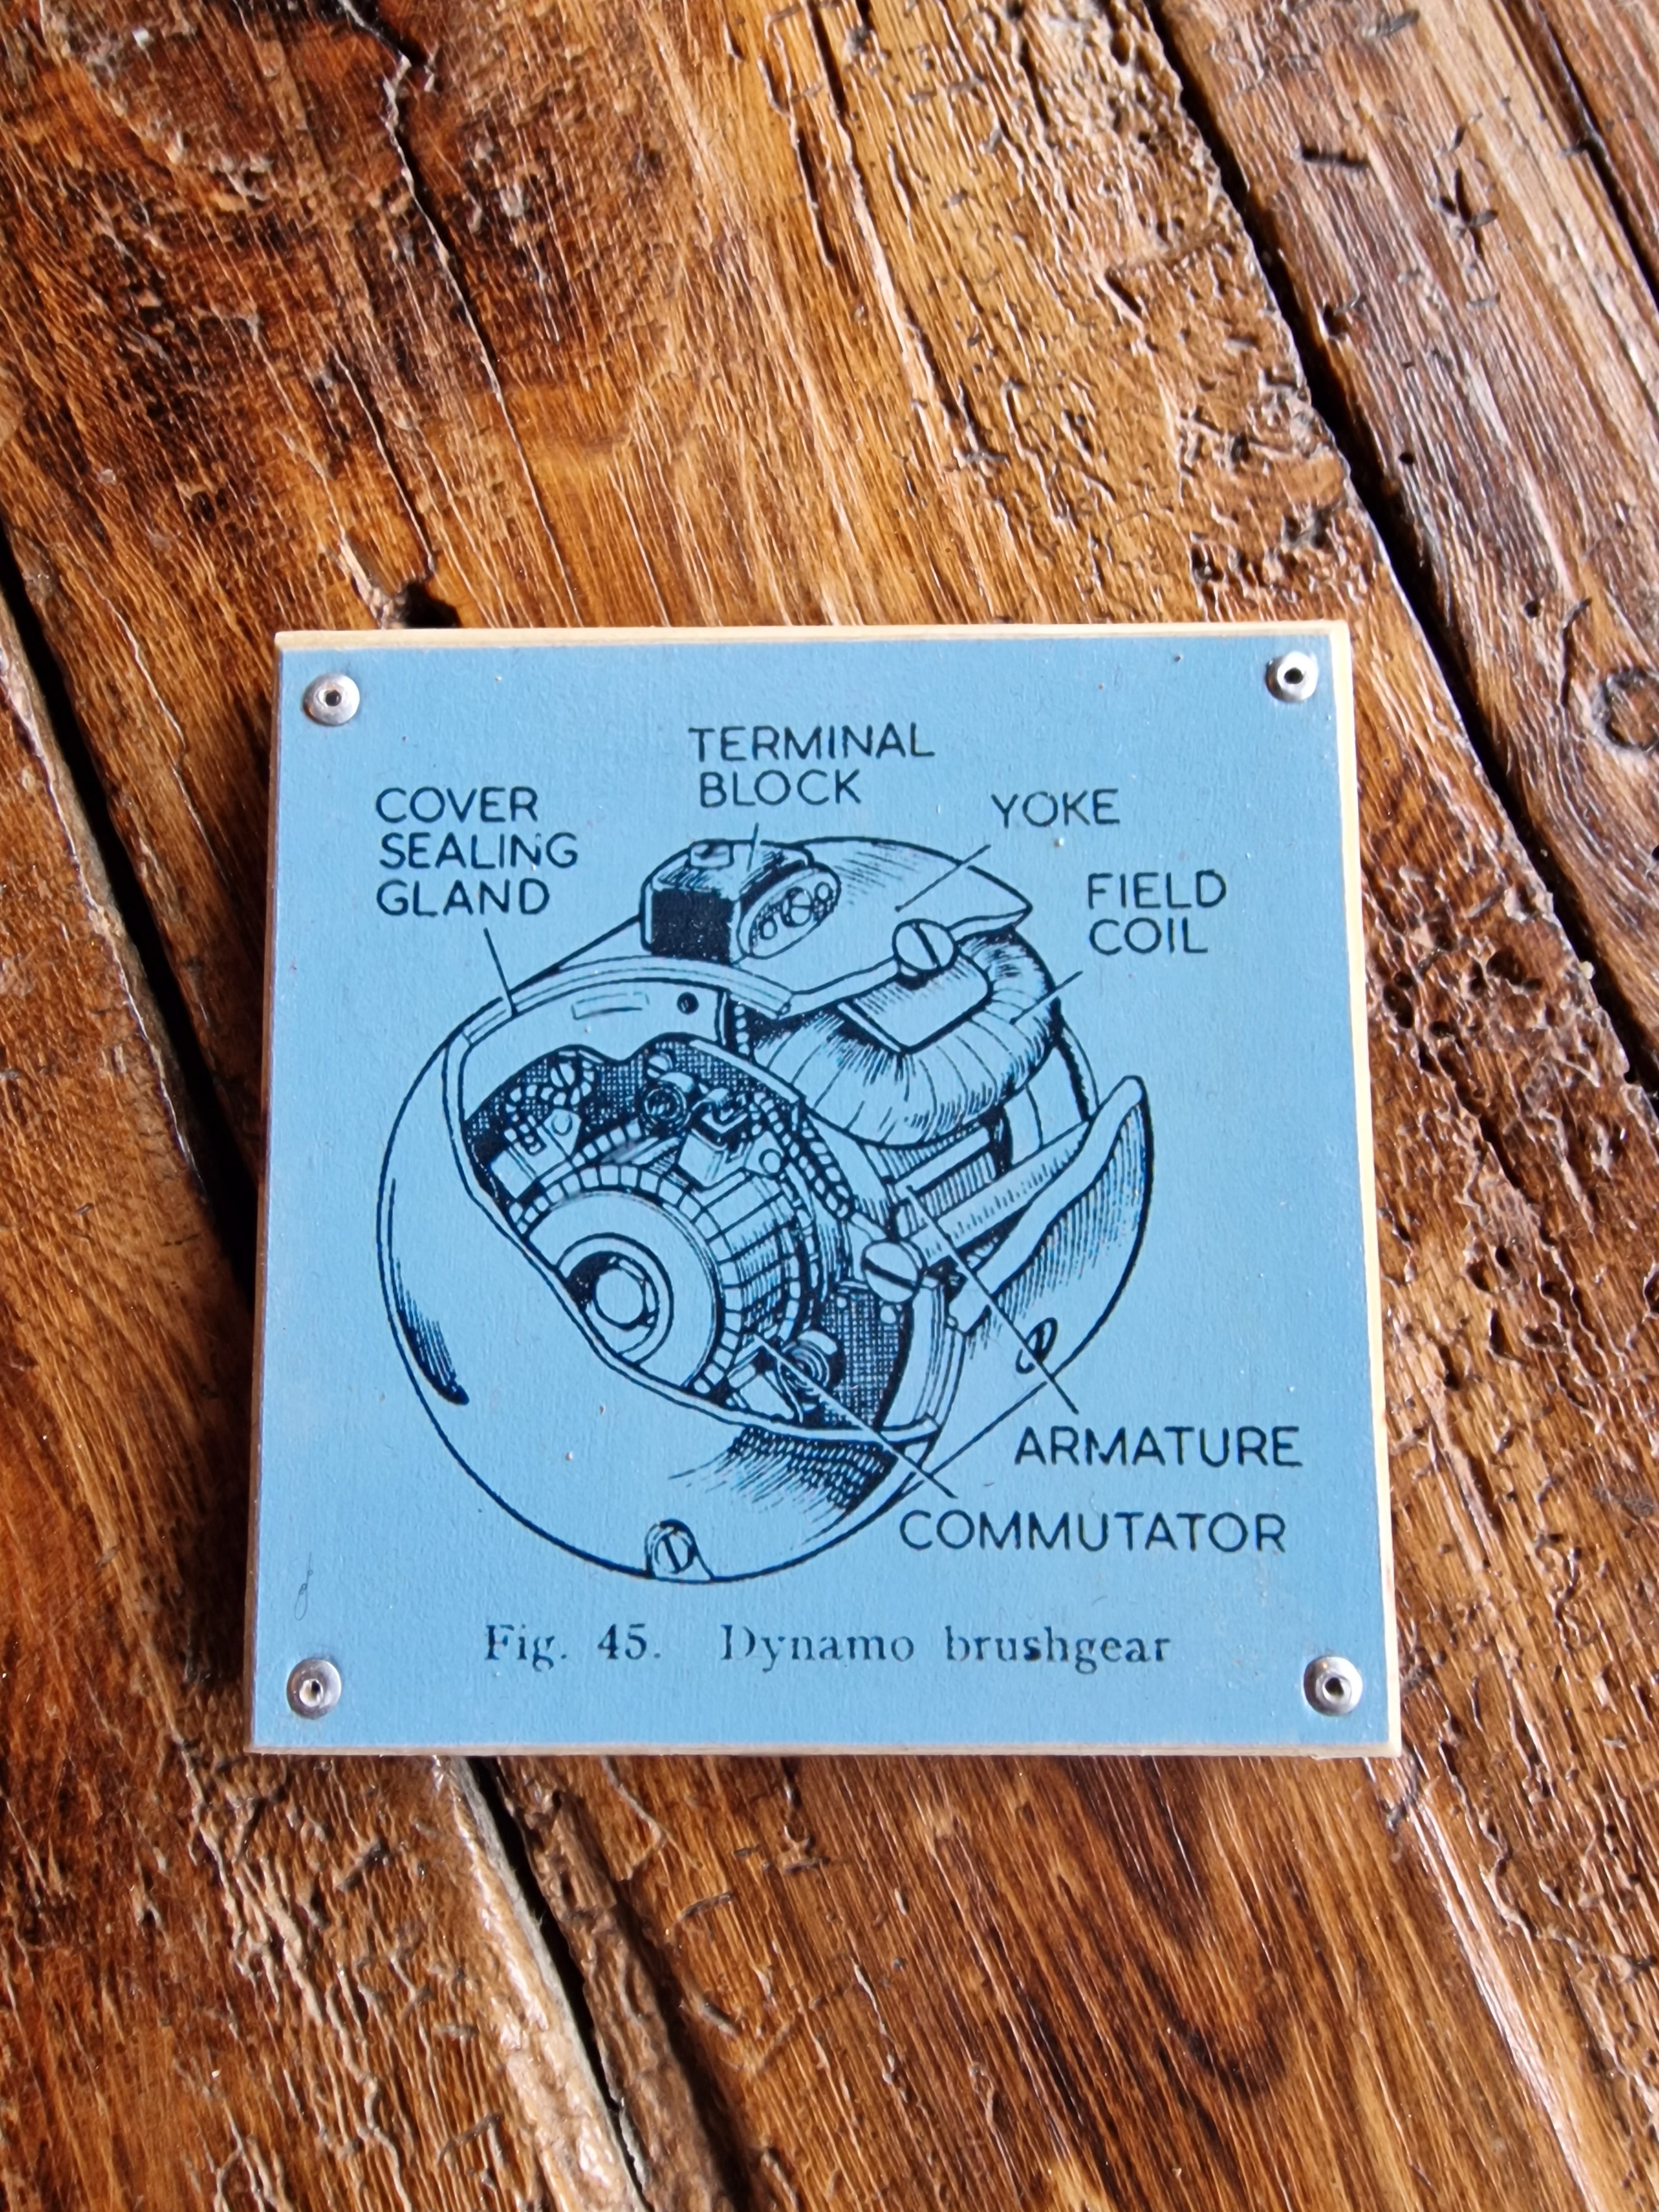 TERMINAL
BLOCK
COVER
SEALING
GLAND
YOKE
FIELD
COIL
ARMATURE
COMMUTATOR
Fig. 45. Dynamo brushgear